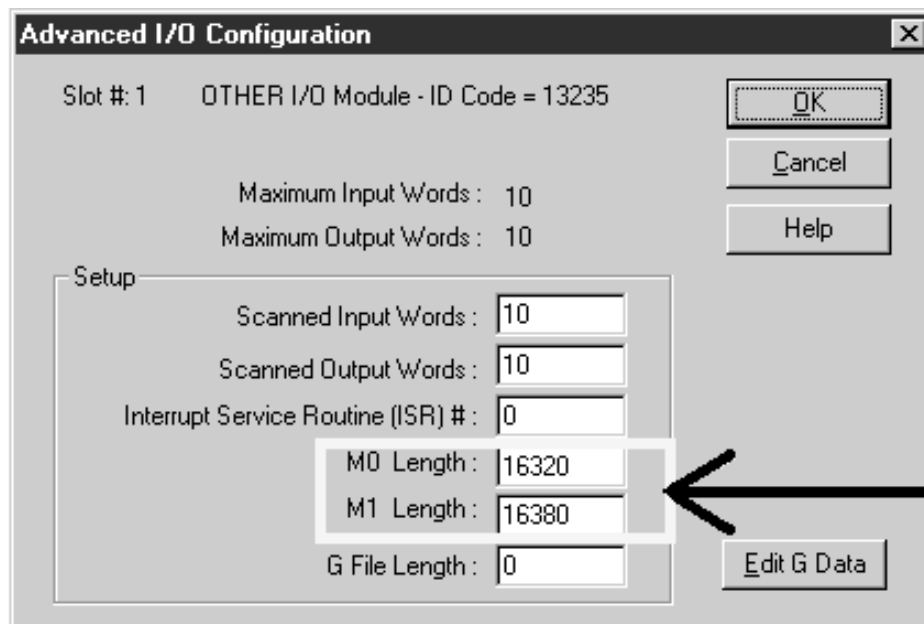 Advanced I/O Configuration
Slot #: 1 OTHER I/O Module - ID Code = 13235
OK
Cancel
Help
Maximum Input Words : 10
Maximum Output Words : 10
Setup
Scanned Input Words : 10
Scanned Output Words : 10
Interrupt Service Routine (ISR) # : 0
M0 Length : 16320
M1 Length : 16380
G File Length : 0
Edit G Data